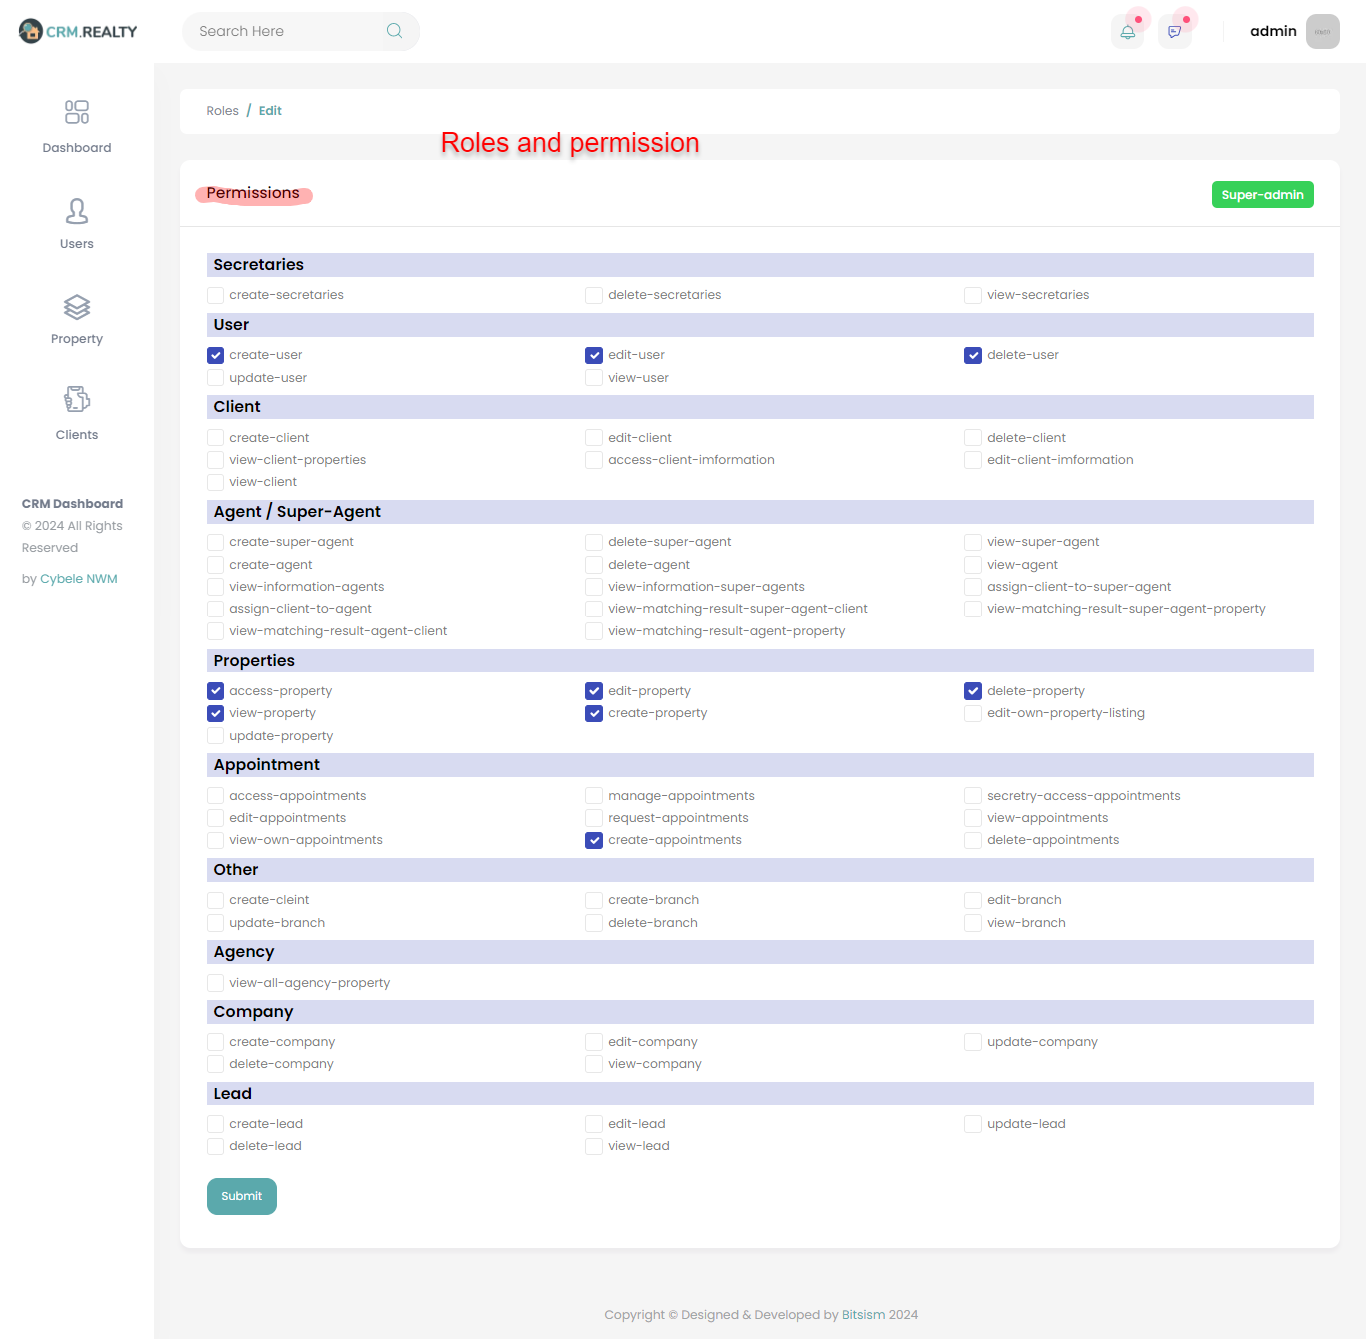 CRM.REALTY
Search Here
admin
Dashboard
Users
Property
Clients
CRM Dashboard
© 2024 All Rights
Reserved
by Cybele NWM
Roles / Edit
Roles and permission
Permissions
Super-admin
Secretaries
create-secretaries delete-secretaries view-secretaries
User
create-user edit-user delete-user
update-user view-user
Client
create-client edit-client delete-client
view-client-properties access-client-imformation edit-client-imformation
view-client
Agent / Super-Agent
create-super-agent delete-super-agent view-super-agent
create-agent delete-agent view-agent
view-information-agents view-information-super-agents assign-client-to-super-agent
assign-client-to-agent view-matching-result-super-agent-client view-matching-result-super-agent-property
view-matching-result-agent-client view-matching-result-agent-property
Properties
access-property edit-property delete-property
view-property create-property edit-own-property-listing
update-property
Appointment
access-appointments manage-appointments secretry-access-appointments
edit-appointments request-appointments view-appointments
view-own-appointments create-appointments delete-appointments
Other
create-cleint create-branch edit-branch
update-branch delete-branch view-branch
Agency
view-all-agency-property
Company
create-company edit-company update-company
delete-company view-company
Lead
create-lead edit-lead update-lead
delete-lead view-lead
Submit
Copyright © Designed & Developed by Bitsism 2024